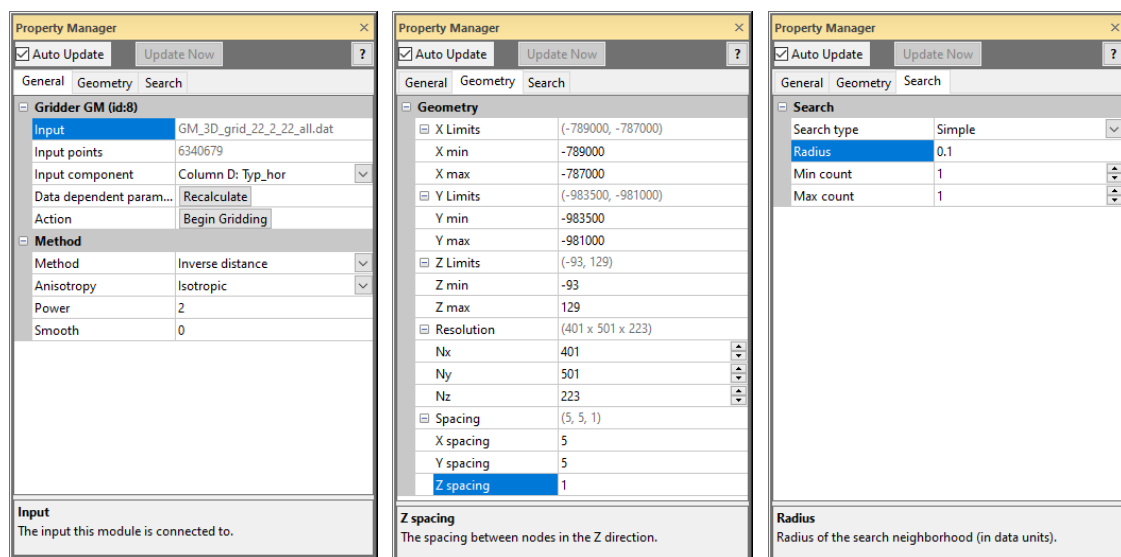 Property Manager ×
Auto Update Update Now ?
General Geometry Search
Gridder GM (id:8)
Input GM_3D_grid_22_2_22_all.dat
Input points 6340679
Input component Column D: Typ_hor
Data dependent param... Recalculate
Action Begin Gridding
Method
Method Inverse distance
Anisotropy Isotropic
Power 2
Smooth 0
Input
The input this module is connected to.
Property Manager ×
Auto Update Update Now ?
General Geometry Search
Geometry
X Limits (-789000, -787000)
X min -789000
X max -787000
Y Limits (-983500, -981000)
Y min -983500
Y max -981000
Z Limits (-93, 129)
Z min -93
Z max 129
Resolution (401 x 501 x 223)
Nx 401
Ny 501
Nz 223
Spacing (5, 5, 1)
X spacing 5
Y spacing 5
Z spacing 1
Z spacing
The spacing between nodes in the Z direction.
Property Manager ×
Auto Update Update Now ?
General Geometry Search
Search
Search type Simple
Radius 0.1
Min count 1
Max count 1
Radius
Radius of the search neighborhood (in data units).